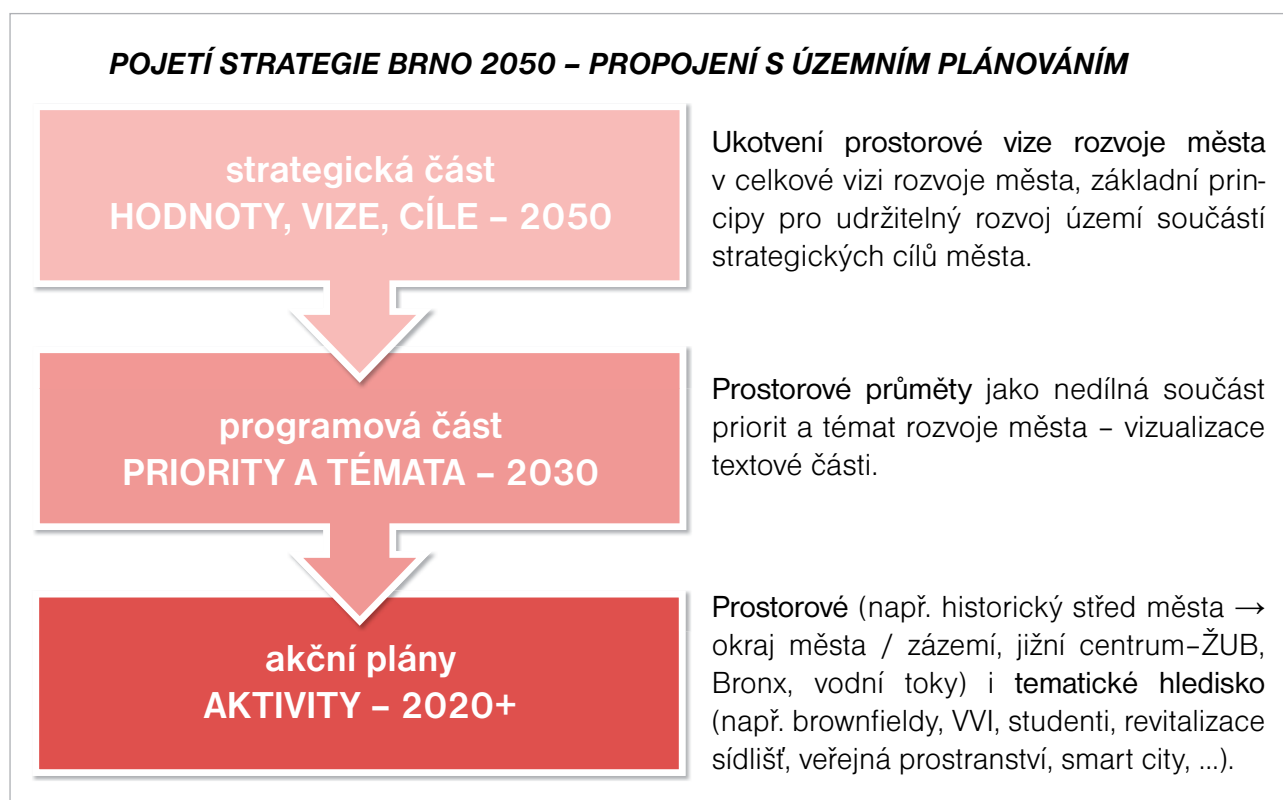 POJETÍ STRATEGIE BRNO 2050 – PROPOJENÍ S ÚZEMNÍM PLÁNOVÁNÍM
strategická část
HODNOTY, VIZE, CÍLE – 2050
Ukotvení prostorové vize rozvoje města
v celkové vizi rozvoje města, základní prin-
cipy pro udržitelný rozvoj území součástí
strategických cílů města.
programová část
PRIORITY A TÉMATA – 2030
Prostorové průměty jako nedílná součást
priorit a témat rozvoje města – vizualizace
textové části.
akční plány
AKTIVITY – 2020+
Prostorové (např. historický střed města →
okraj města / zázemí, jižní centrum–ŽUB,
Bronx, vodní toky) i tematické hledisko
(např. brownfieldy, VVI, studenti, revitalizace
sídlišť, veřejná prostranství, smart city, ...).